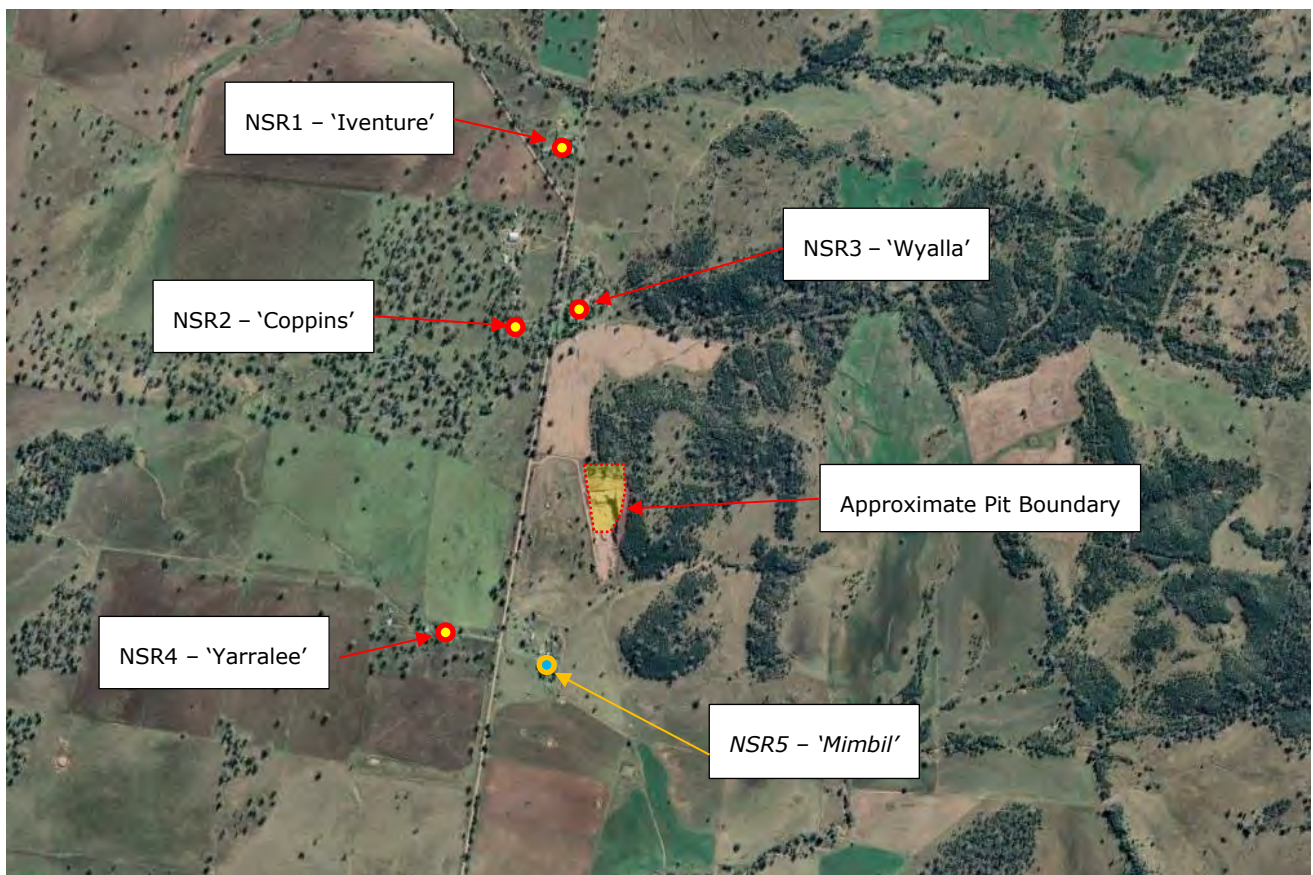 NSR1 – ‘Iventure’
NSR3 – ‘Wyalla’
NSR2 – ‘Coppins’
Approximate Pit Boundary
NSR4 – ‘Yarralee’
NSR5 – ‘Mimbil’